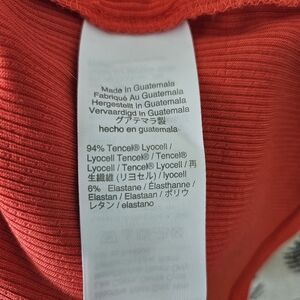 Made In Guatemala
Fabriqué Au Guatemala
Hergestellt in Guatemala
Vervaardigd In Guatemala
グアテマラ製
hecho en guatemala
94% Tencel® Lyocell /
Lyocell Tencel® / Tencel®
Lyocell / Tencel® Lyocell / 再
生繊維 (リヨセル) / lyocell
6% Elastane / Élasthanne /
Elastan / Elastaan / ポリウ
レタン / elastano